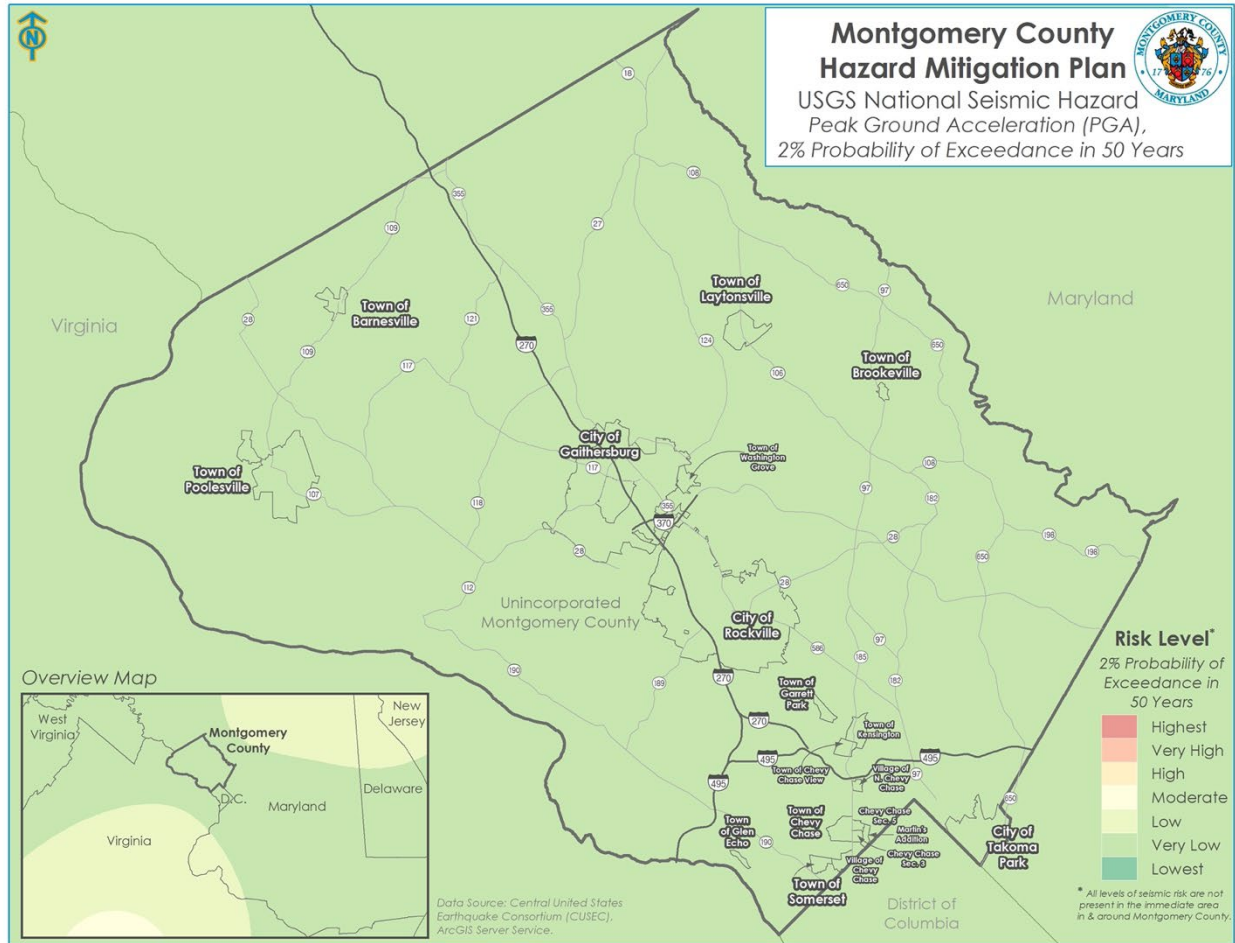 N
Montgomery County
Hazard Mitigation Plan
USGS National Seismic Hazard
Peak Ground Acceleration (PGA),
2% Probability of Exceedance in 50 Years
MONTGOMERY COUNTY
17 76
MARYLAND
18
108
355
109
27
Town of
Laytonsville
650
97
Maryland
Virginia
Town of
Barnesville
28
121
355
270
124
650
109
117
108
Town of
Brookeville
City of
Gaithersburg
117
Town of
Washington
Grove
Town of
Poolesville
107
118
355
370
97
108
182
28
28
650
198
198
112
28
Unincorporated
Montgomery County
City of
Rockville
586
97
185
182
190
189
270
Town of
Garrett
Park
270
Town of
Kensington
495
495
495
Town of Chevy
Chase View
Village of
N. Chevy
Chase
97
650
Town of
Chevy
Chase
Chevy Chase
Sec. 5
Martin's
Addition
Chevy Chase
Sec. 3
Village of
Chevy
Chase
Town
of Glen
Echo
190
Town of
Somerset
City of
Takoma
Park
District of
Columbia
Risk Level*
2% Probability of
Exceedance in
50 Years
Highest
Very High
High
Moderate
Low
Very Low
Lowest
* All levels of seismic risk are not
present in the immediate area
in & around Montgomery County.
Overview Map
West
Virginia
Montgomery
County
New
Jersey
D.C.
Maryland
Delaware
Virginia
Data Source: Central United States
Earthquake Consortium (CUSEC),
ArcGIS Server Service.